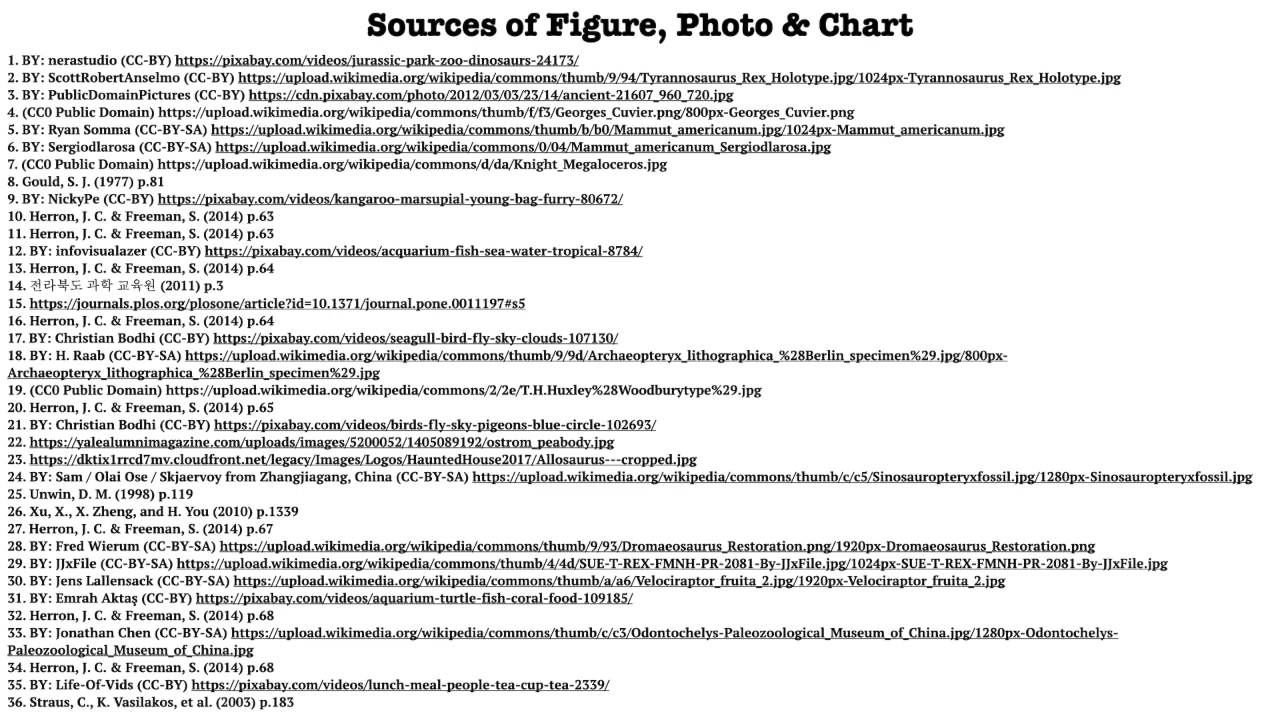 Sources of Figure, Photo & Chart
1. BY: nerastudio (CC-BY) https://pixabay.com/videos/jurassic-park-zoo-dinosaurs-24173/
2. BY: ScottRobertAnselmo (CC-BY) https://upload.wikimedia.org/wikipedia/commons/thumb/9/94/Tyrannosaurus_Rex_Holotype.jpg/1024px-Tyrannosaurus_Rex_Holotype.jpg
3. BY: PublicDomainPictures (CC-BY) https://cdn.pixabay.com/photo/2012/03/03/23/14/ancient-21607_960_720.jpg
4. (CC0 Public Domain) https://upload.wikimedia.org/wikipedia/commons/thumb/f/f3/Georges_Cuvier.png/800px-Georges_Cuvier.png
5. BY: Ryan Somma (CC-BY-SA) https://upload.wikimedia.org/wikipedia/commons/thumb/b/b0/Mammut_americanum.jpg/1024px-Mammut_americanum.jpg
6. BY: Sergiodlarosa (CC-BY-SA) https://upload.wikimedia.org/wikipedia/commons/0/04/Mammut_americanum_Sergiodlarosa.jpg
7. (CC0 Public Domain) https://upload.wikimedia.org/wikipedia/commons/d/da/Knight_Megaloceros.jpg
8. Gould, S. J. (1977) p.81
9. BY: NickyPe (CC-BY) https://pixabay.com/videos/kangaroo-marsupial-young-bag-furry-80672/
10. Herron, J. C. & Freeman, S. (2014) p.63
11. Herron, J. C. & Freeman, S. (2014) p.63
12. BY: infovisualazer (CC-BY) https://pixabay.com/videos/acquarium-fish-sea-water-tropical-8784/
13. Herron, J. C. & Freeman, S. (2014) p.64
14. 전라북도 과학 교육원 (2011) p.3
15. https://journals.plos.org/plosone/article?id=10.1371/journal.pone.0011197#s5
16. Herron, J. C. & Freeman, S. (2014) p.64
17. BY: Christian Bodhi (CC-BY) https://pixabay.com/videos/seagull-bird-fly-sky-clouds-107130/
18. BY: H. Raab (CC-BY-SA) https://upload.wikimedia.org/wikipedia/commons/thumb/9/9d/Archaeopteryx_lithographica_%28Berlin_specimen%29.jpg/800px-
Archaeopteryx_lithographica_%28Berlin_specimen%29.jpg
19. (CC0 Public Domain) https://upload.wikimedia.org/wikipedia/commons/2/2e/T.H.Huxley%28Woodburytype%29.jpg
20. Herron, J. C. & Freeman, S. (2014) p.65
21. BY: Christian Bodhi (CC-BY) https://pixabay.com/videos/birds-fly-sky-pigeons-blue-circle-102693/
22. https://yalealumnimagazine.com/uploads/images/5200052/1405089192/ostrom_peabody.jpg
23. https://dktix1rrcd7mv.cloudfront.net/legacy/Images/Logos/HauntedHouse2017/Allosaurus---cropped.jpg
24. BY: Sam / Olai Ose / Skjaervoy from Zhangjiagang, China (CC-BY-SA) https://upload.wikimedia.org/wikipedia/commons/thumb/c/c5/Sinosauropteryxfossil.jpg/1280px-Sinosauropteryxfossil.jpg
25. Unwin, D. M. (1998) p.119
26. Xu, X., X. Zheng, and H. You (2010) p.1339
27. Herron, J. C. & Freeman, S. (2014) p.67
28. BY: Fred Wierum (CC-BY-SA) https://upload.wikimedia.org/wikipedia/commons/thumb/9/93/Dromaeosaurus_Restoration.png/1920px-Dromaeosaurus_Restoration.png
29. BY: JJxFile (CC-BY-SA) https://upload.wikimedia.org/wikipedia/commons/thumb/4/4d/SUE-T-REX-FMNH-PR-2081-By-JJxFile.jpg/1024px-SUE-T-REX-FMNH-PR-2081-By-JJxFile.jpg
30. BY: Jens Lallensack (CC-BY-SA) https://upload.wikimedia.org/wikipedia/commons/thumb/a/a6/Velociraptor_fruita_2.jpg/1920px-Velociraptor_fruita_2.jpg
31. BY: Emrah Aktaş (CC-BY) https://pixabay.com/videos/aquarium-turtle-fish-coral-food-109185/
32. Herron, J. C. & Freeman, S. (2014) p.68
33. BY: Jonathan Chen (CC-BY-SA) https://upload.wikimedia.org/wikipedia/commons/thumb/c/c3/Odontochelys-Paleozoological_Museum_of_China.jpg/1280px-Odontochelys-
Paleozoological_Museum_of_China.jpg
34. Herron, J. C. & Freeman, S. (2014) p.68
35. BY: Life-Of-Vids (CC-BY) https://pixabay.com/videos/lunch-meal-people-tea-cup-tea-2339/
36. Straus, C., K. Vasilakos, et al. (2003) p.183